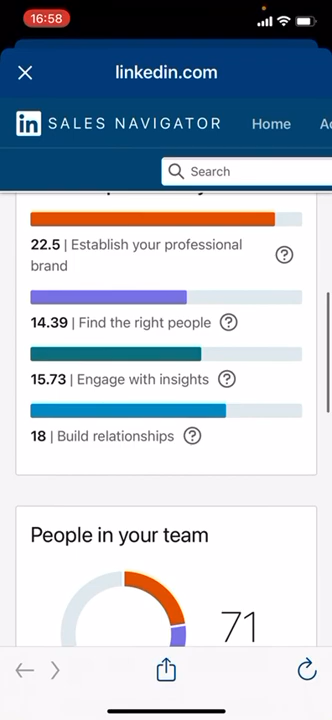 16:58
linkedin.com
in SALES NAVIGATOR Home
Search
22.5 | Establish your professional
brand
14.39 | Find the right people
15.73 | Engage with insights
18 | Build relationships
People in your team
71